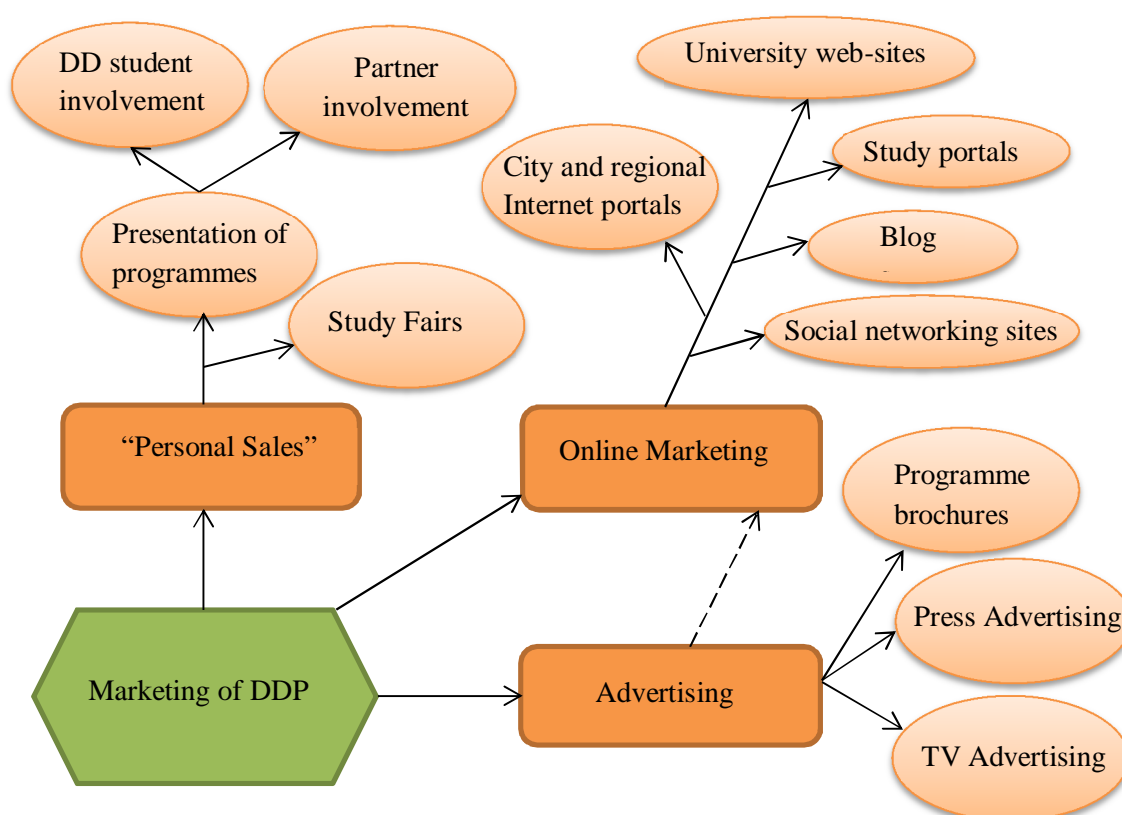 DD student
involvement
Partner
involvement
University web-sites
City and regional
Internet portals
Study portals
Presentation of
programmes
Blog
Study Fairs
Social networking sites
“Personal Sales”
Online Marketing
Programme
brochures
Press Advertising
Marketing of DDP
Advertising
TV Advertising